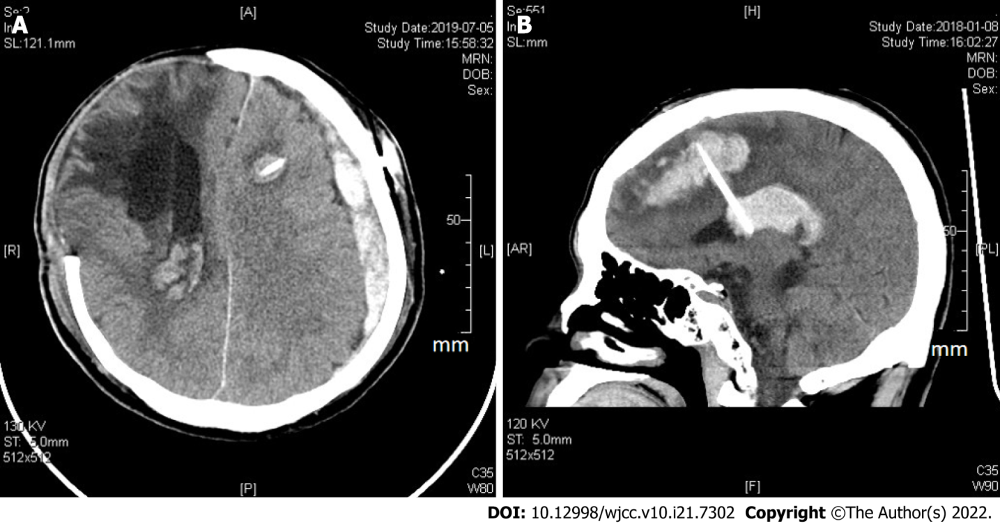 A
Se:2
[A]
SL:121.1mm
Study Date:2019-07-05
Study Time:15:58:32
MRN:
DOB:
Sex:
50
[R]
[L]
mm
130 KV
ST: 5.0mm
512x512
[P]
C35
W80
B
Se:551
[H]
SL:mm
Study Date:2018-01-08
Study Time:16:02:27
MRN:
DOB:
Sex:
50
[AR]
[PL]
mm
120 KV
ST: 5.0mm
512x512
[F]
C35
W90
DOI: 10.12998/wjcc.v10.i21.7302 Copyright ©The Author(s) 2022.